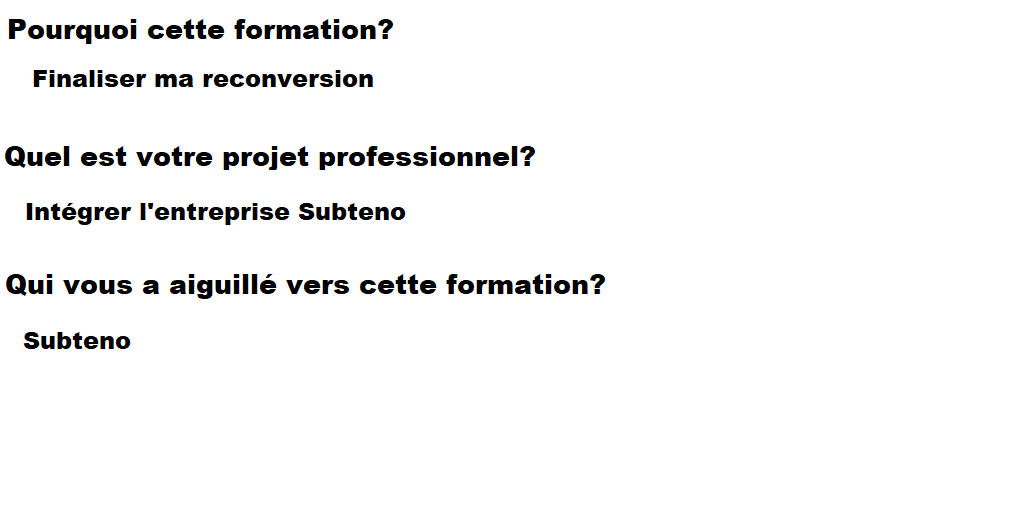 Pourquoi cette formation?
Finaliser ma reconversion
Quel est votre projet professionnel?
Intégrer l'entreprise Subteno
Qui vous a aiguillé vers cette formation?
Subteno